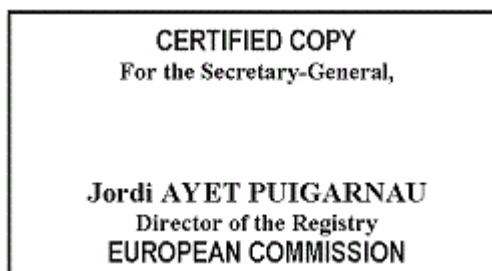 CERTIFIED COPY
For the Secretary-General,
Jordi AYET PUIGARNAU
Director of the Registry
EUROPEAN COMMISSION